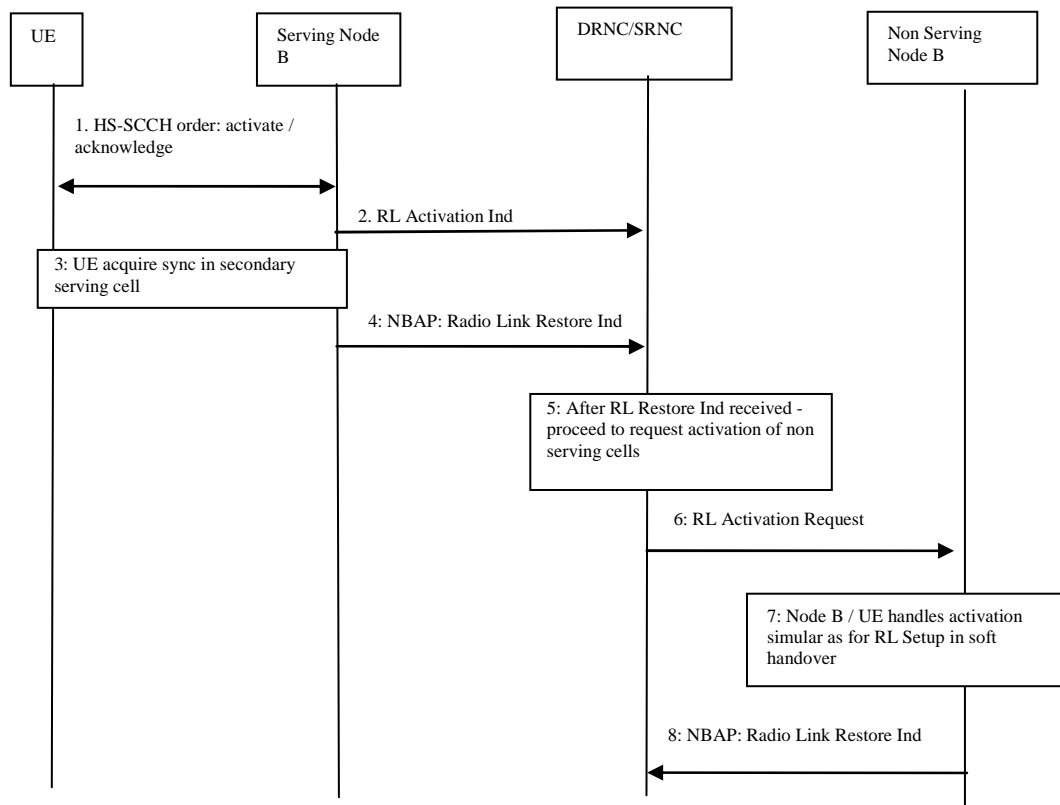 UE
Serving Node
B
DRNC/SRNC
Non Serving
Node B
1. HS-SCCH order: activate /
acknowledge
2. RL Activation Ind
3: UE acquire sync in secondary
serving cell
4: NBAP: Radio Link Restore Ind
5: After RL Restore Ind received -
proceed to request activation of non
serving cells
6: RL Activation Request
7: Node B / UE handles activation
simular as for RL Setup in soft
handover
8: NBAP: Radio Link Restore Ind